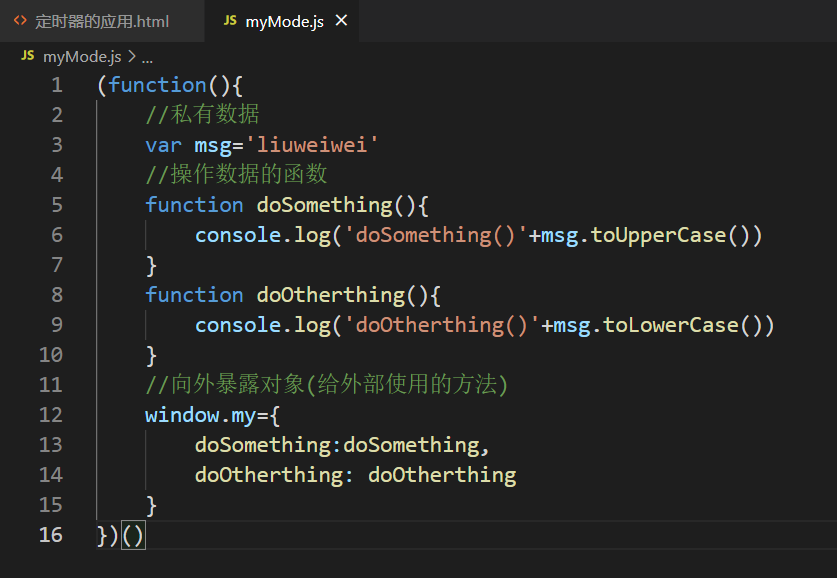 <> 定时器的应用.html JS myMode.js ×
JS myMode.js > ...
1 (function(){
2 //私有数据
3 var msg='liuweiwei'
4 //操作数据的函数
5 function doSomething(){
6 console.log('doSomething()'+msg.toUpperCase())
7 }
8 function doOtherthing(){
9 console.log('doOtherthing()'+msg.toLowerCase())
10 }
11 //向外暴露对象(给外部使用的方法)
12 window.my={
13 doSomething:doSomething,
14 doOtherthing: doOtherthing
15 }
16 })()